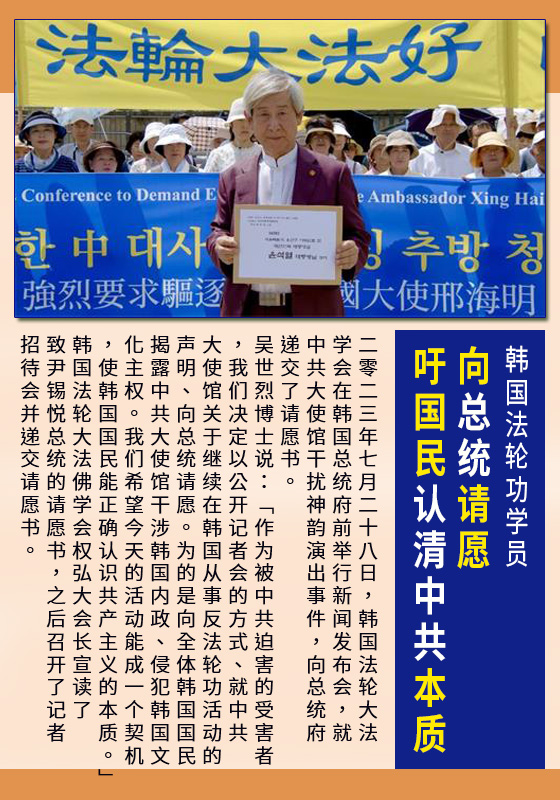 法輪大法好
Conference to Demand E
e Ambassador Xing Hai
한 中 대사
추방 청
強烈要求驅逐
國大使邢海明
윤석열 대통령님
韩国法轮功学员
向总统请愿
吁国民认清中共本质
二零二三年七月二十八日，韩国法轮大法
学会在韩国总统府前举行新闻发布会，就
中共大使馆干扰神韵演出事件，向总统府
递交了请愿书。
吴世烈博士说：「作为被中共迫害的受害者
，我们决定以公开记者会的方式、就中共
大使馆关于继续在韩国从事反法轮功活动的
声明、向总统请愿。为的是向全体韩国国民
揭露中共大使馆干涉韩国内政、侵犯韩国文
化主权。我们希望今天的活动能成一个契机
，使韩国国民能正确认识共产主义的本质。」
韩国法轮大法佛学会权弘大会长宣读了
致尹锡悦总统的请愿书，之后召开了记者
招待会并递交请愿书。